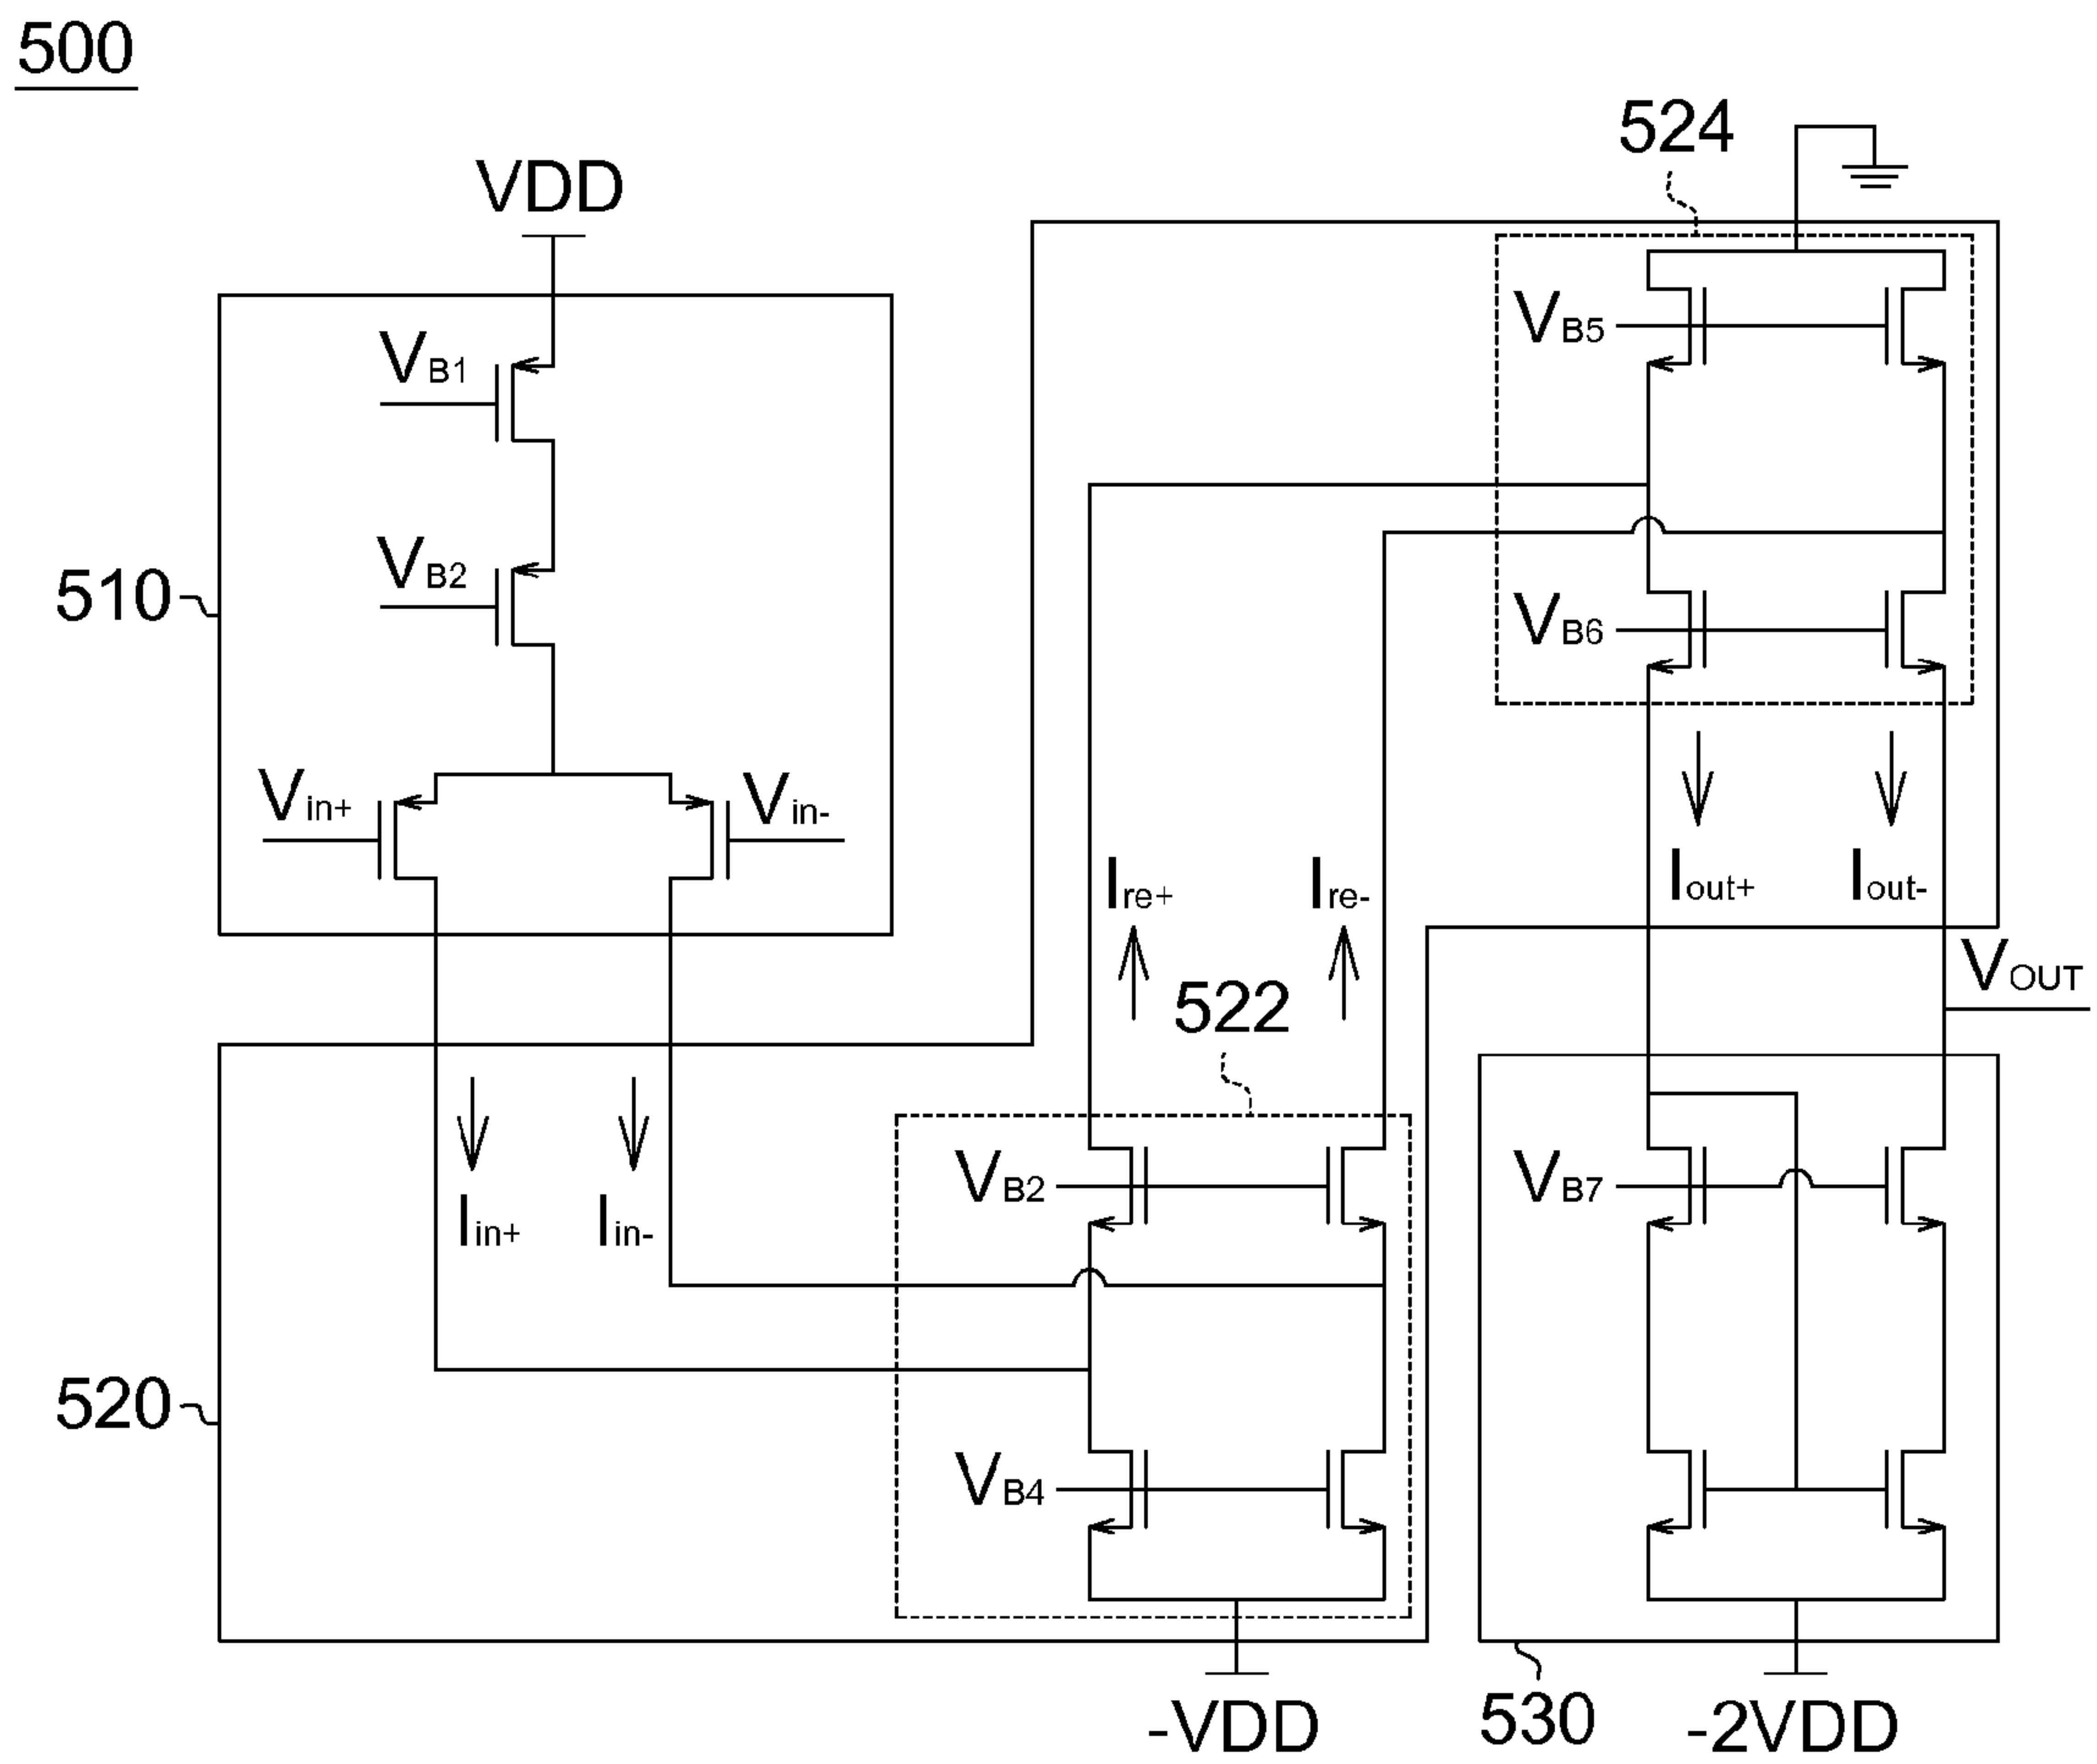 500
524
VDD
VB5
VB1
VB2
510
VB6
Vin+
Vin-
Ire+
Ire-
Iout+
Iout-
VOUT
522
VB2
VB7
Iin+
Iin-
520
VB4
530
-VDD
-2VDD